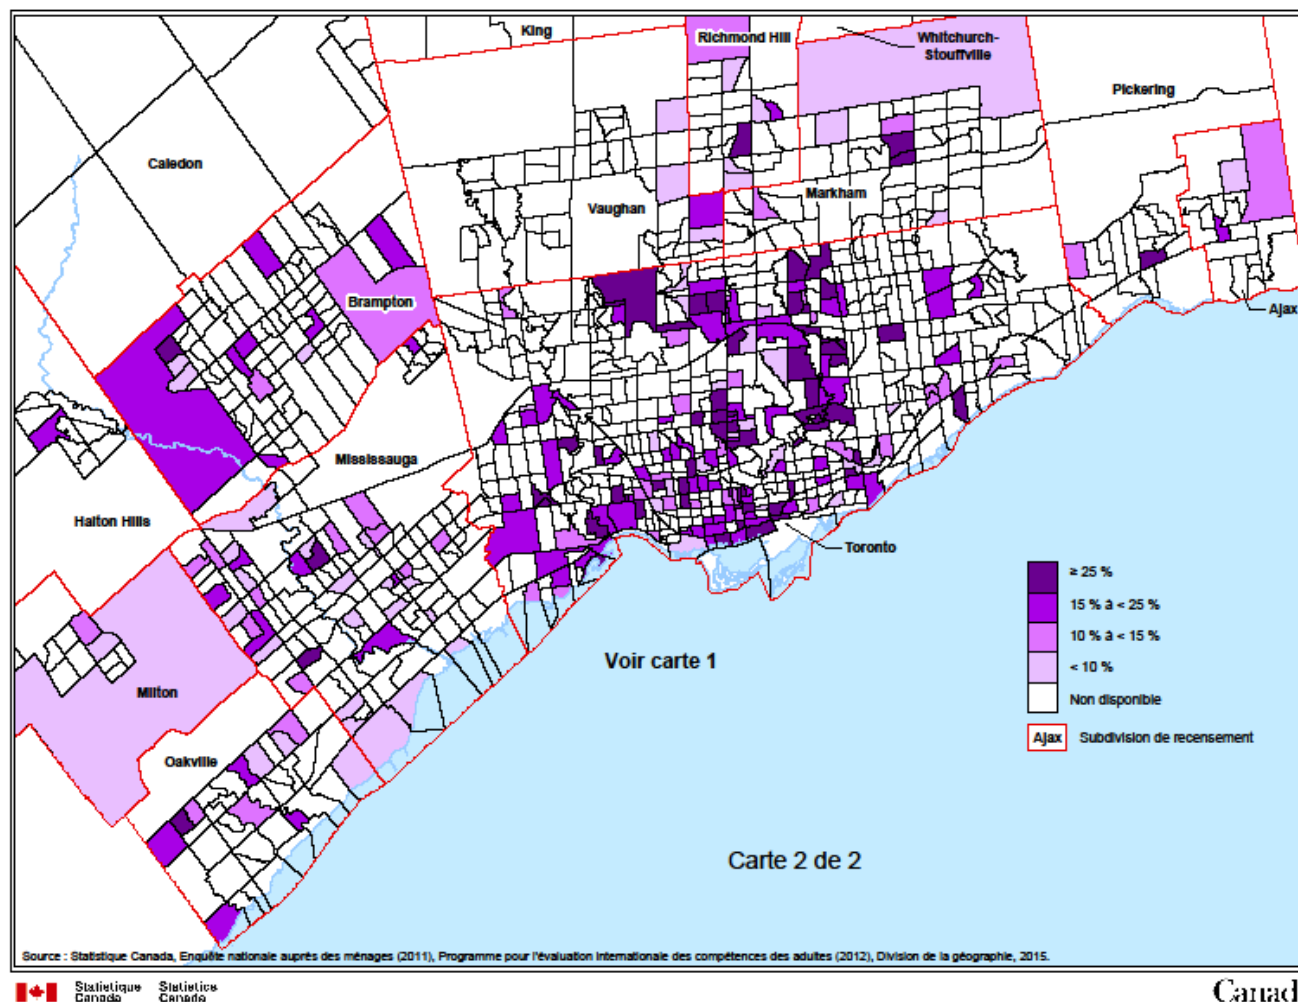 King
Richmond Hill
Whitchurch-
Stouffville
Pickering
Caledon
Vaughan
Markham
Brampton
Ajax
Mississauga
Halton Hills
Toronto
≥ 25 %
15 % à < 25 %
10 % à < 15 %
< 10 %
Non disponible
Voir carte 1
Milton
Ajax Subdivision de recensement
Oakville
Carte 2 de 2
Source : Statistique Canada, Enquête nationale auprès des ménages (2011), Programme pour l'évaluation internationale des compétences des adultes (2012), Division de la géographie, 2015.
Statistique Statistics
Canada Canada
Canad